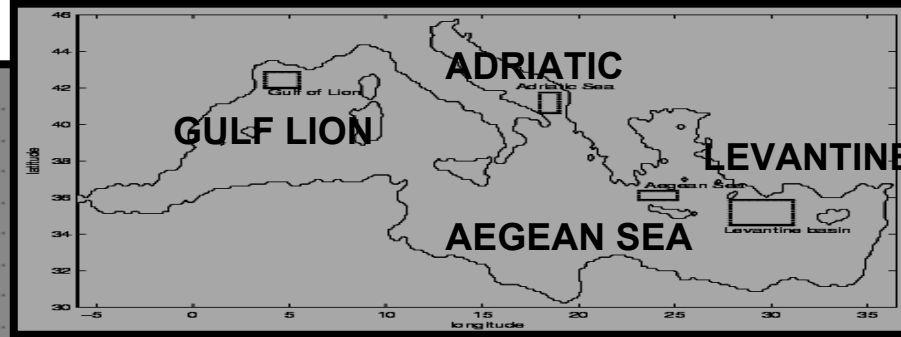 46
44
ADRIATIC
Adriatic Sea
42
Gulf of Lion
40
GULF LION
latitude
38
LEVANTINE
Aegean Sea
36
Levantine basin
34
AEGEAN SEA
32
30
−5 0 5 10 15 20 25 30 35
longitude